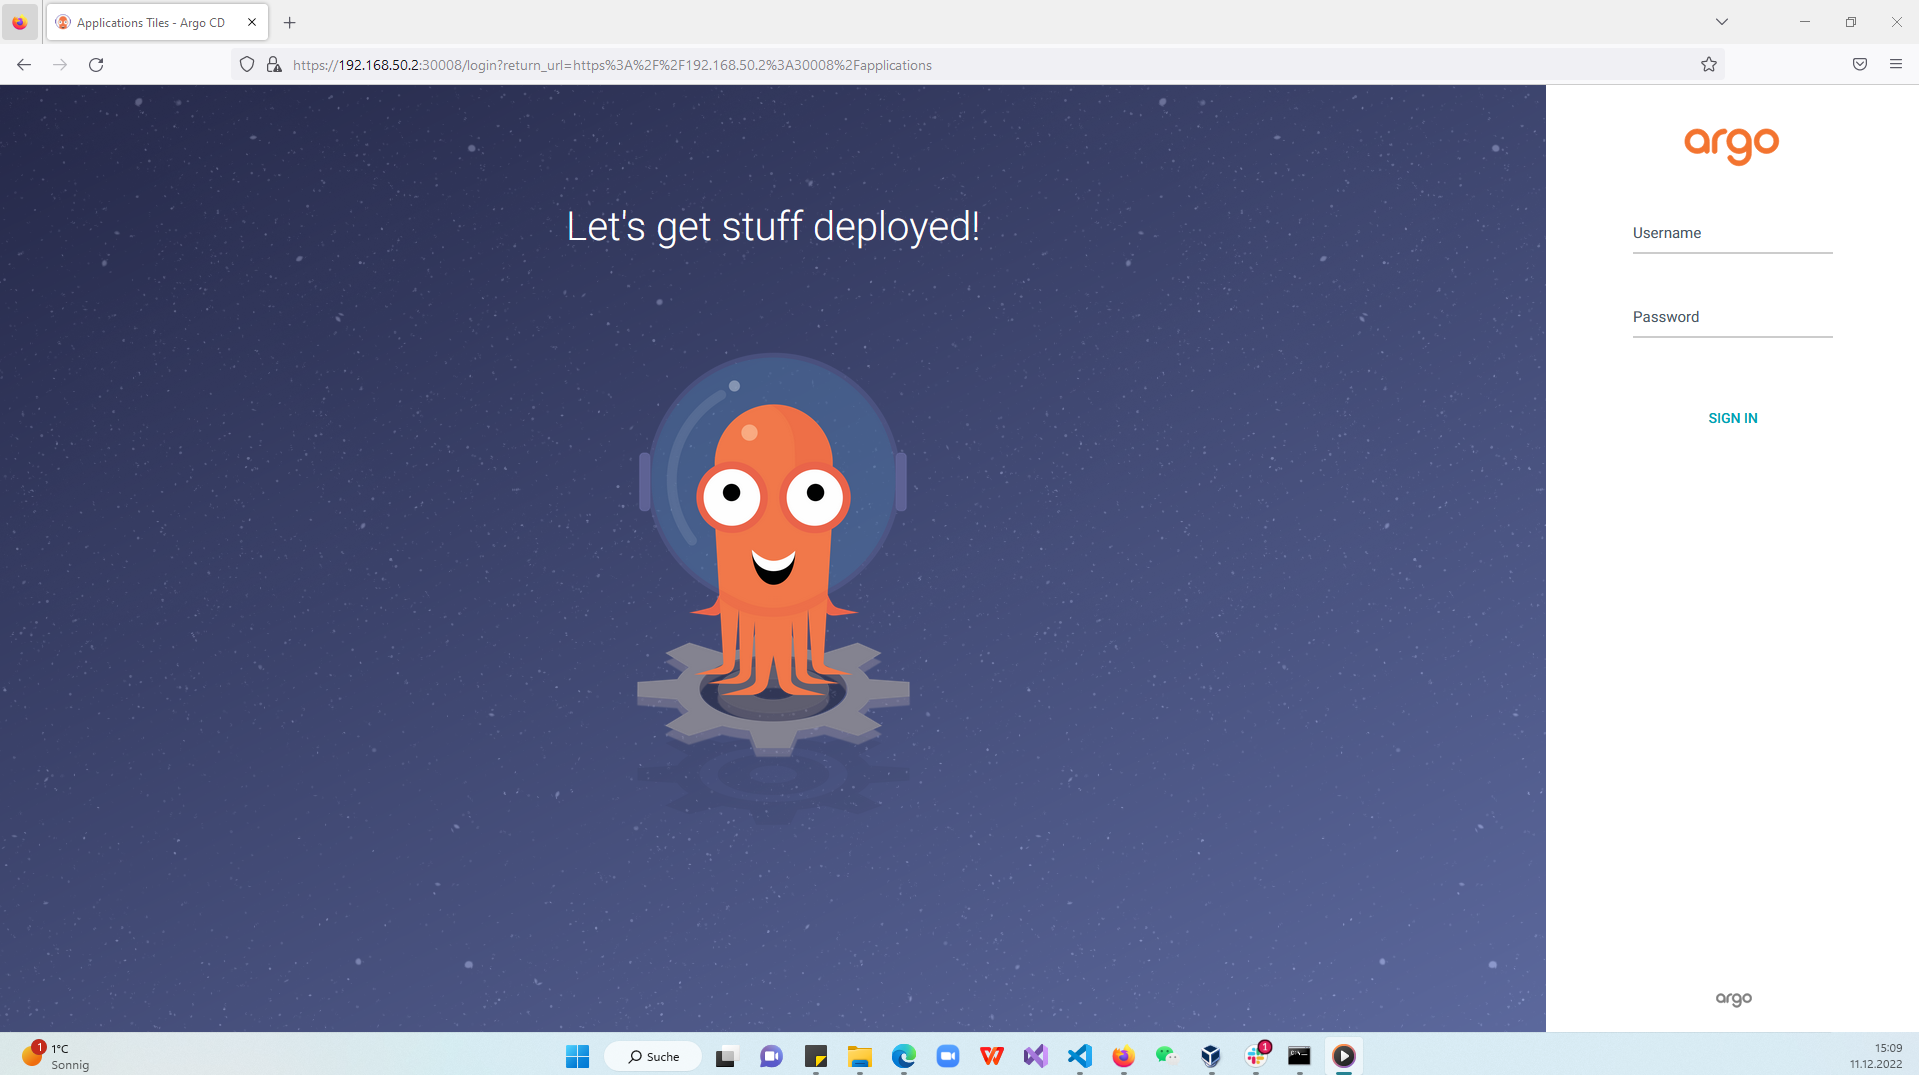 Applications Tiles - Argo CD
https://192.168.50.2:30008/login?return_url=https%3A%2F%2F192.168.50.2%3A30008%2Fapplications
argo
Let's get stuff deployed!
Username
Password
SIGN IN
argo
1
1°C
Sonnig
Suche
1
15:09
11.12.2022